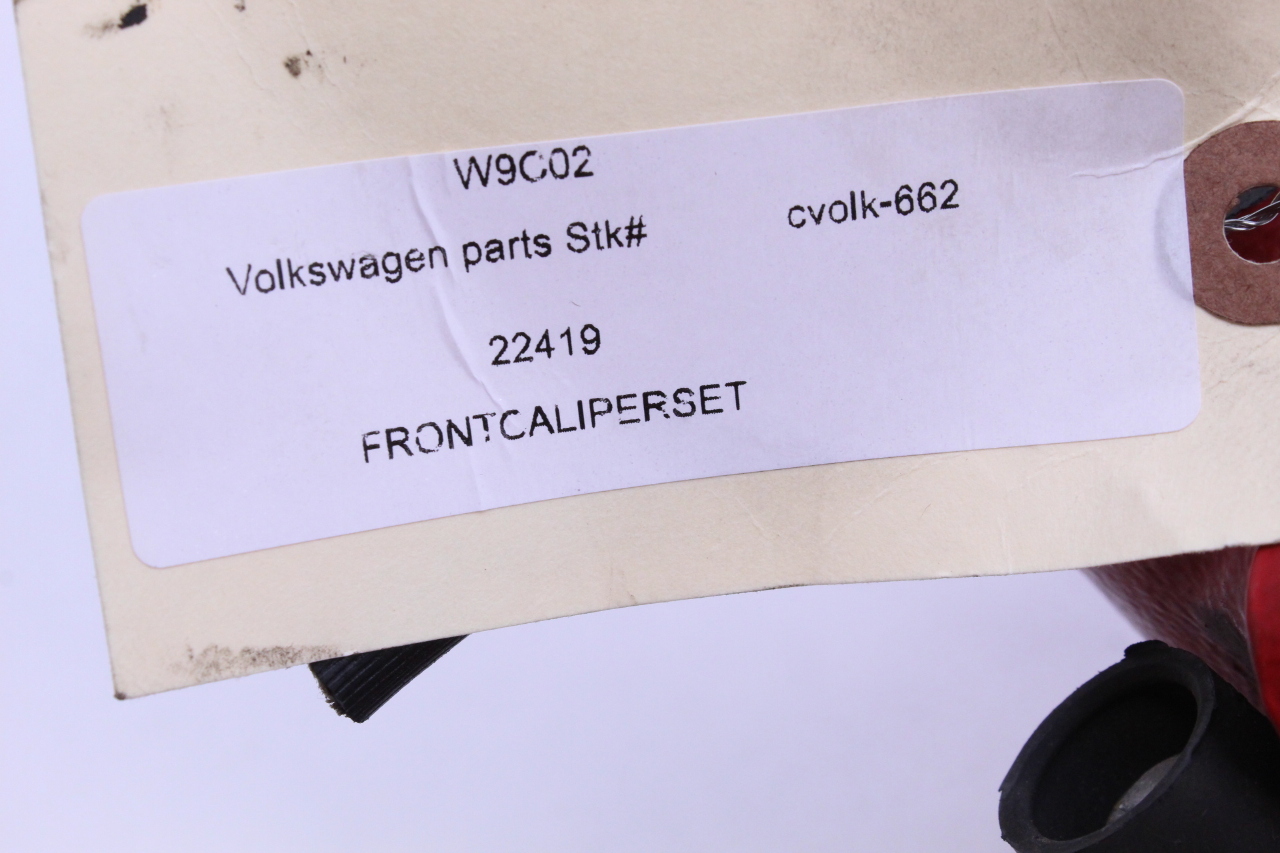 W9C02
Volkswagen parts Stk# cvolk-662
22419
FRONTCALIPERSET